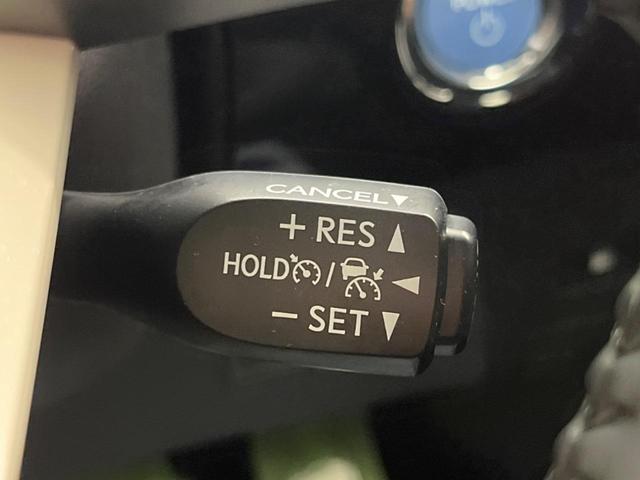 CANCEL▼
+ RES ▲
HOLD / ◀
− SET ▼